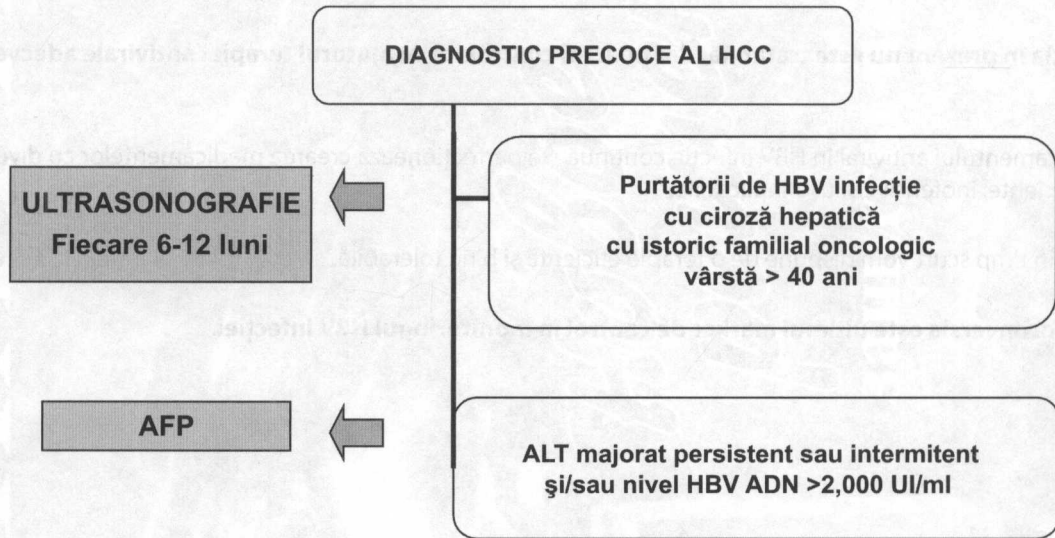 DIAGNOSTIC PRECOCE AL HCC
ULTRASONOGRAFIE
Fiecare 6-12 luni
Purtătorii de HBV infecție
cu ciroză hepatică
cu istoric familial oncologic
vârstă > 40 ani
AFP
ALT majorat persistent sau intermitent
şi/sau nivel HBV ADN >2,000 UI/ml